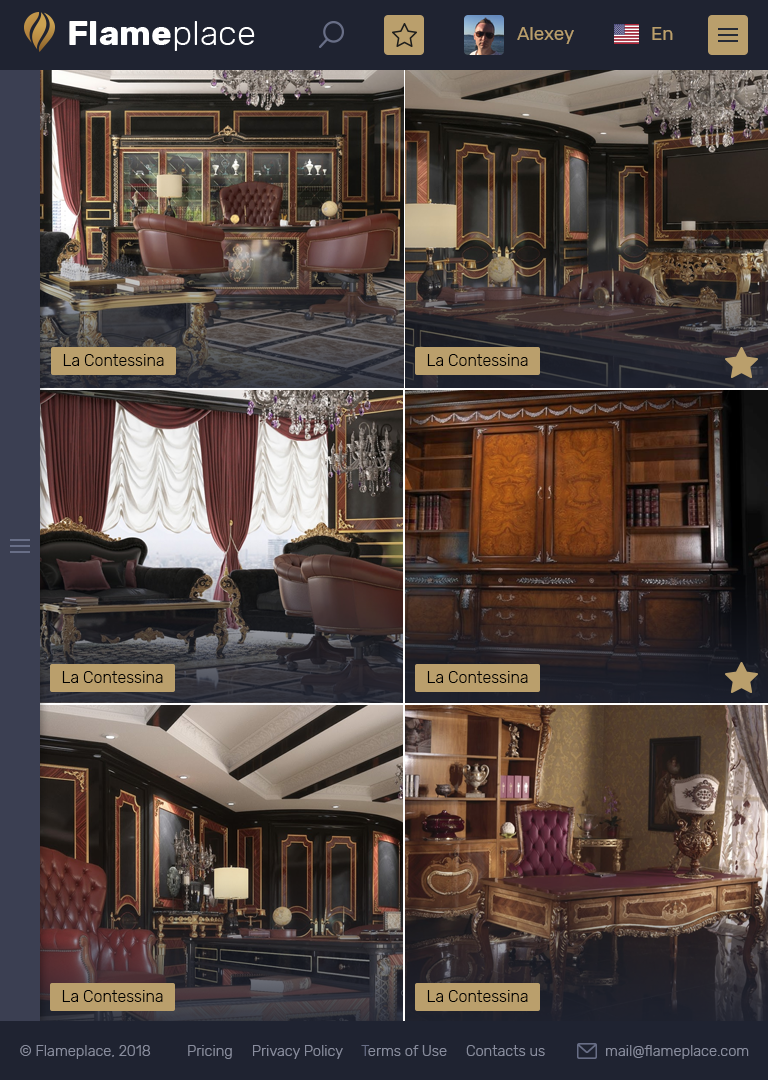 Flameplace
Alexey
En
La Contessina
La Contessina
La Contessina
La Contessina
La Contessina
La Contessina
© Flameplace, 2018
Pricing
Privacy Policy
Terms of Use
Contacts us
mail@flameplace.com